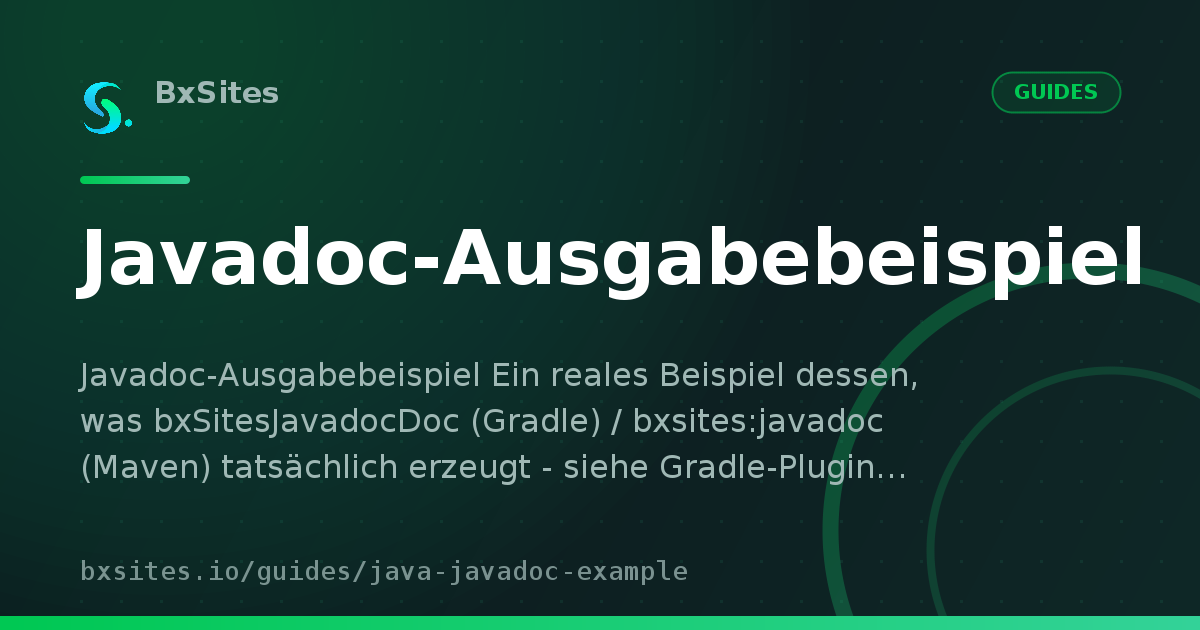 BxSites
GUIDES
Javadoc-Ausgabebeispiel
Javadoc-Ausgabebeispiel Ein reales Beispiel dessen,
was bxSitesJavadocDoc (Gradle) / bxsites:javadoc
(Maven) tatsächlich erzeugt - siehe Gradle-Plugin...
bxsites.io/guides/java-javadoc-example